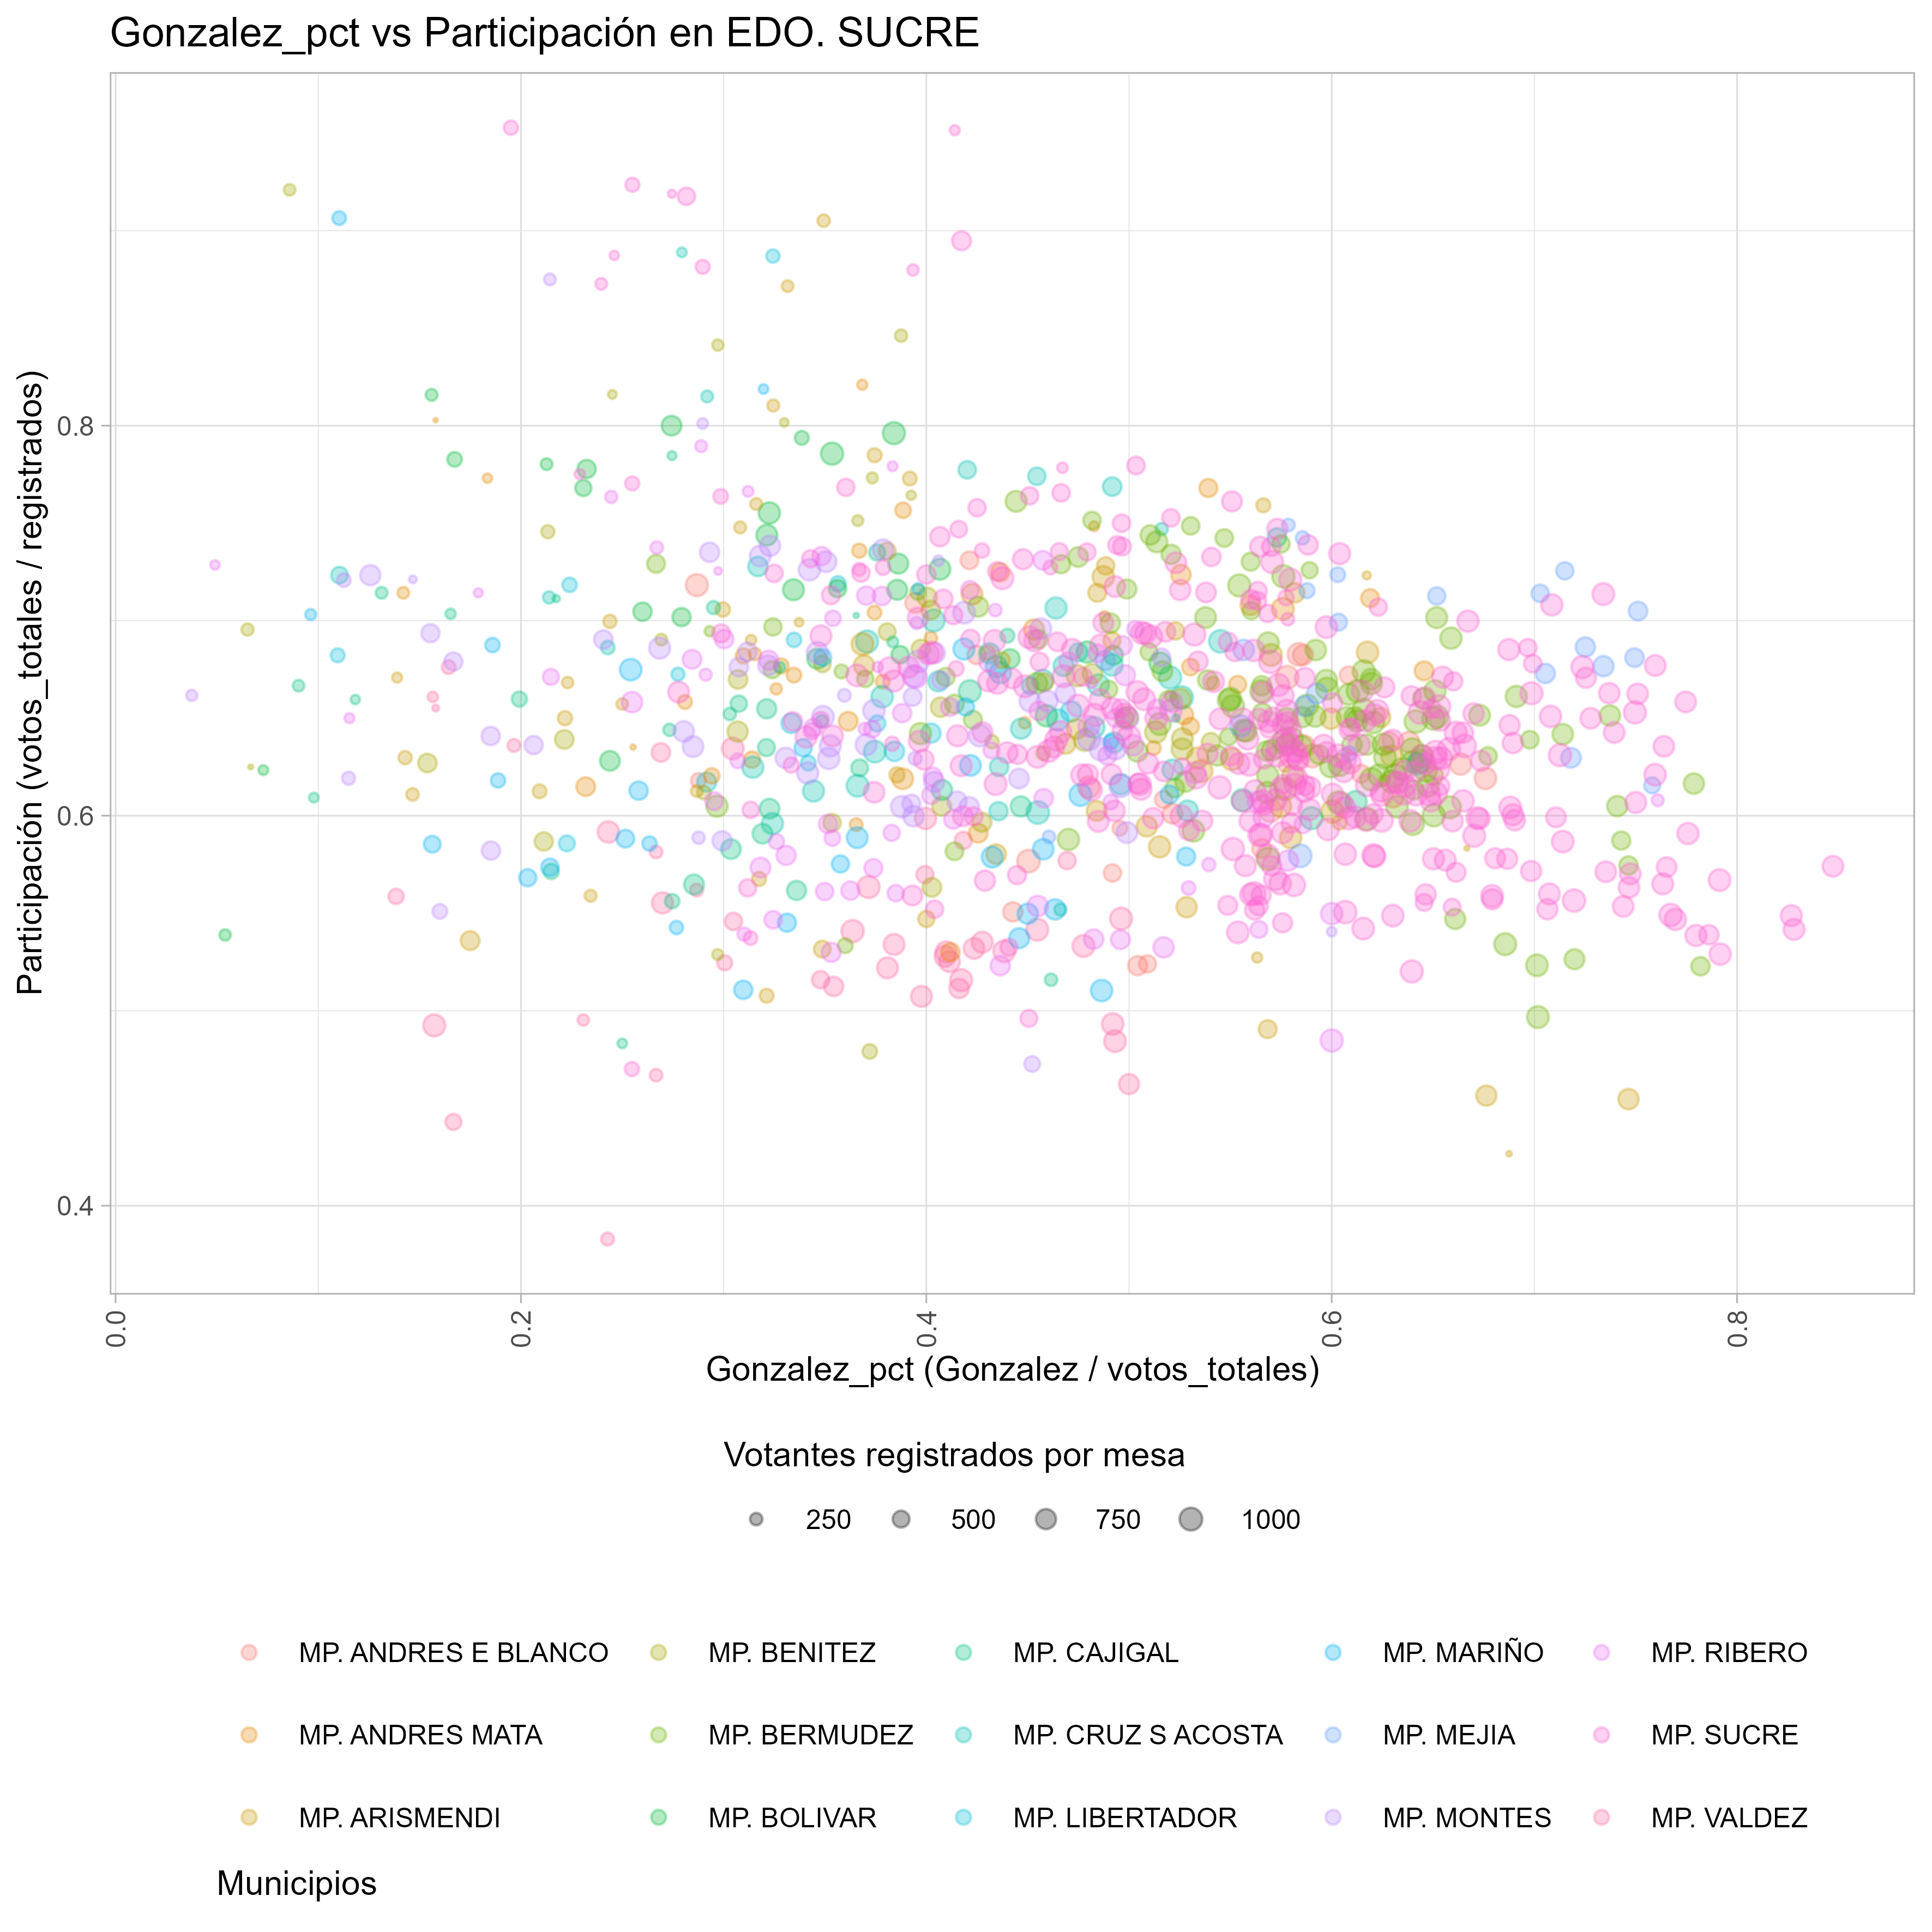 Gonzalez_pct vs Participación en EDO. SUCRE
Participación (votos_totales / registrados)
0.8
0.6
0.4
0.0 0.2 0.4 0.6 0.8
Gonzalez_pct (Gonzalez / votos_totales)
Votantes registrados por mesa
250 500 750 1000
MP. ANDRES E BLANCO MP. BENITEZ MP. CAJIGAL MP. MARIÑO MP. RIBERO
MP. ANDRES MATA MP. BERMUDEZ MP. CRUZ S ACOSTA MP. MEJIA MP. SUCRE
MP. ARISMENDI MP. BOLIVAR MP. LIBERTADOR MP. MONTES MP. VALDEZ
Municipios